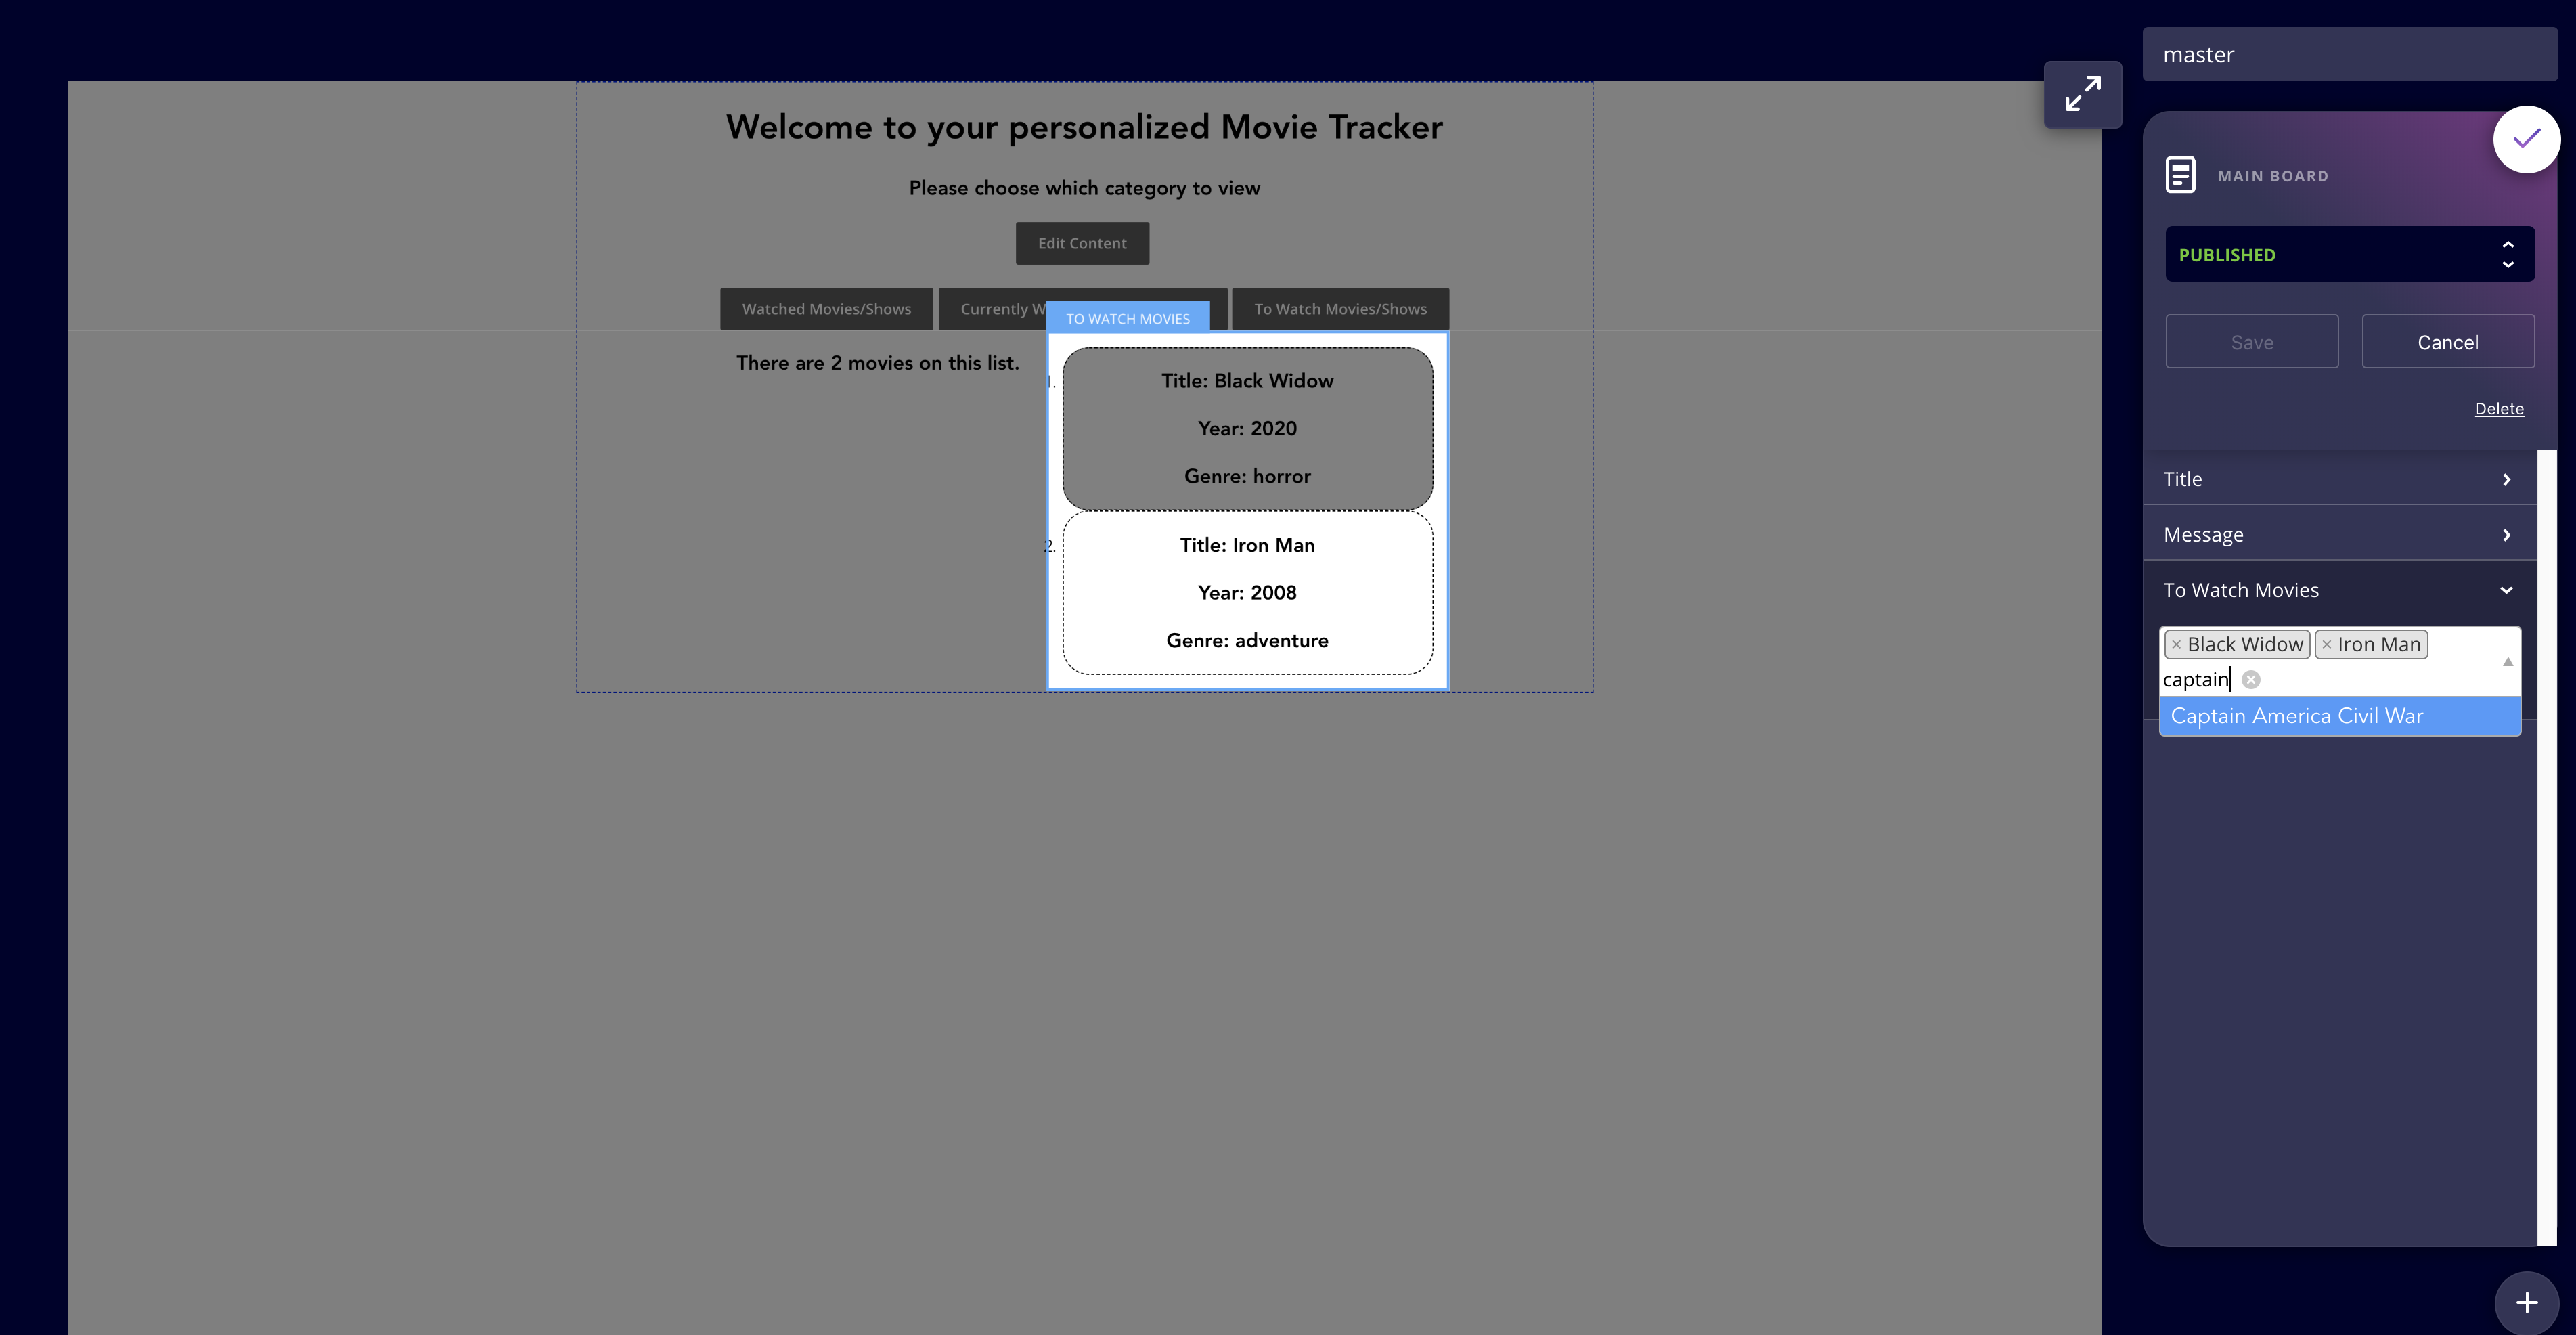 master
Welcome to your personalized Movie Tracker
Please choose which category to view
Edit Content
Watched Movies/Shows Currently W To Watch Movies/Shows
TO WATCH MOVIES
There are 2 movies on this list.
1.
Title: Black Widow
Year: 2020
Genre: horror
2.
Title: Iron Man
Year: 2008
Genre: adventure
MAIN BOARD
PUBLISHED
Save Cancel
Delete
Title
Message
To Watch Movies
× Black Widow × Iron Man
captain
Captain America Civil War